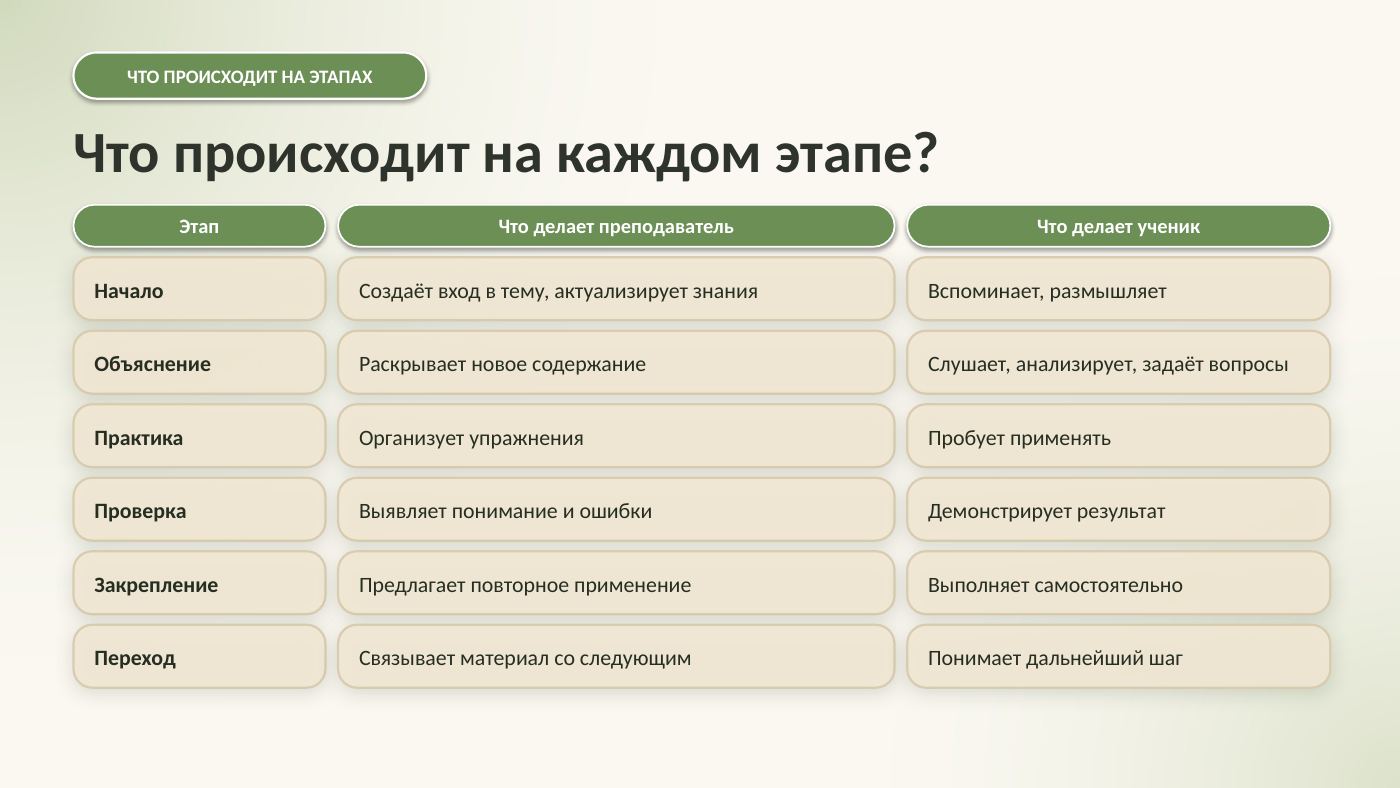 ЧТО ПРОИСХОДИТ НА ЭТАПАХ
Что происходит на каждом этапе?
Этап
Что делает преподаватель
Что делает ученик
Начало
Создаёт вход в тему, актуализирует знания
Вспоминает, размышляет
Объяснение
Раскрывает новое содержание
Слушает, анализирует, задаёт вопросы
Практика
Организует упражнения
Пробует применять
Проверка
Выявляет понимание и ошибки
Демонстрирует результат
Закрепление
Предлагает повторное применение
Выполняет самостоятельно
Переход
Связывает материал со следующим
Понимает дальнейший шаг